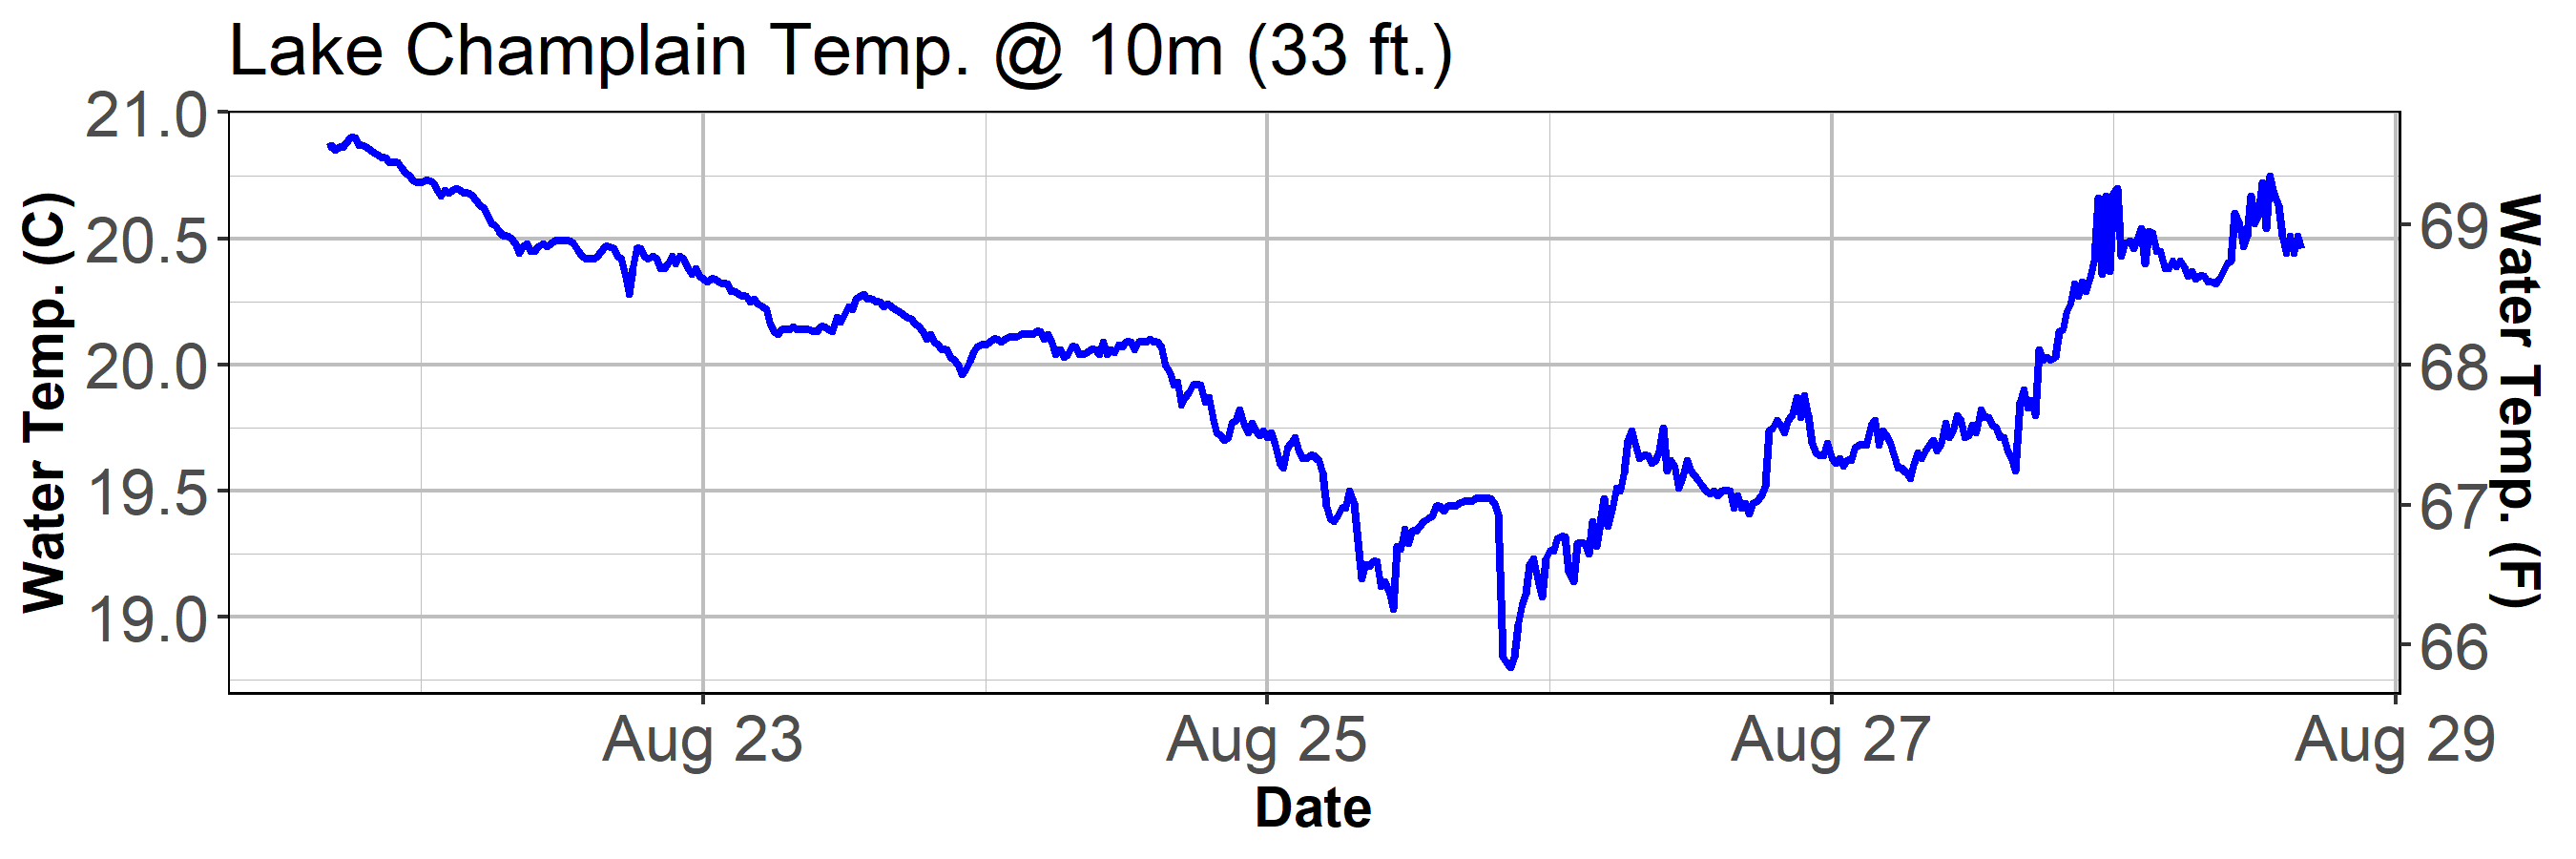 Lake Champlain Temp. @ 10m (33 ft.)
Water Temp. (C)
21.0
20.5
20.0
19.5
19.0
69
68
67
66
Water Temp. (F)
Aug 23 Aug 25 Aug 27 Aug 29
Date